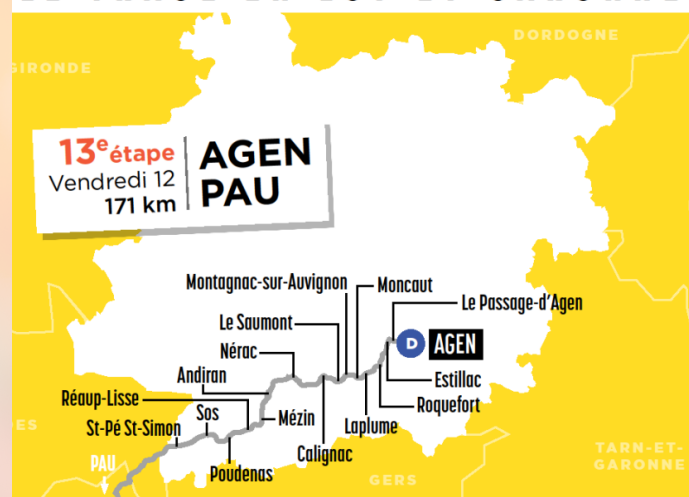 DORDOGNE
GIRONDE
13e étape
Vendredi 12
171 km
AGEN
PAU
Montagnac-sur-Auvignon
Moncaut
Le Passage-d'Agen
Le Saumont
D AGEN
Nérac
Andiran
Estillac
Réaup-Lisse
Roquefort
Sos
Mézin
Laplume
St-Pé St-Simon
Calignac
Poudenas
PAU
TARN-ET-
GARONNE
GERS